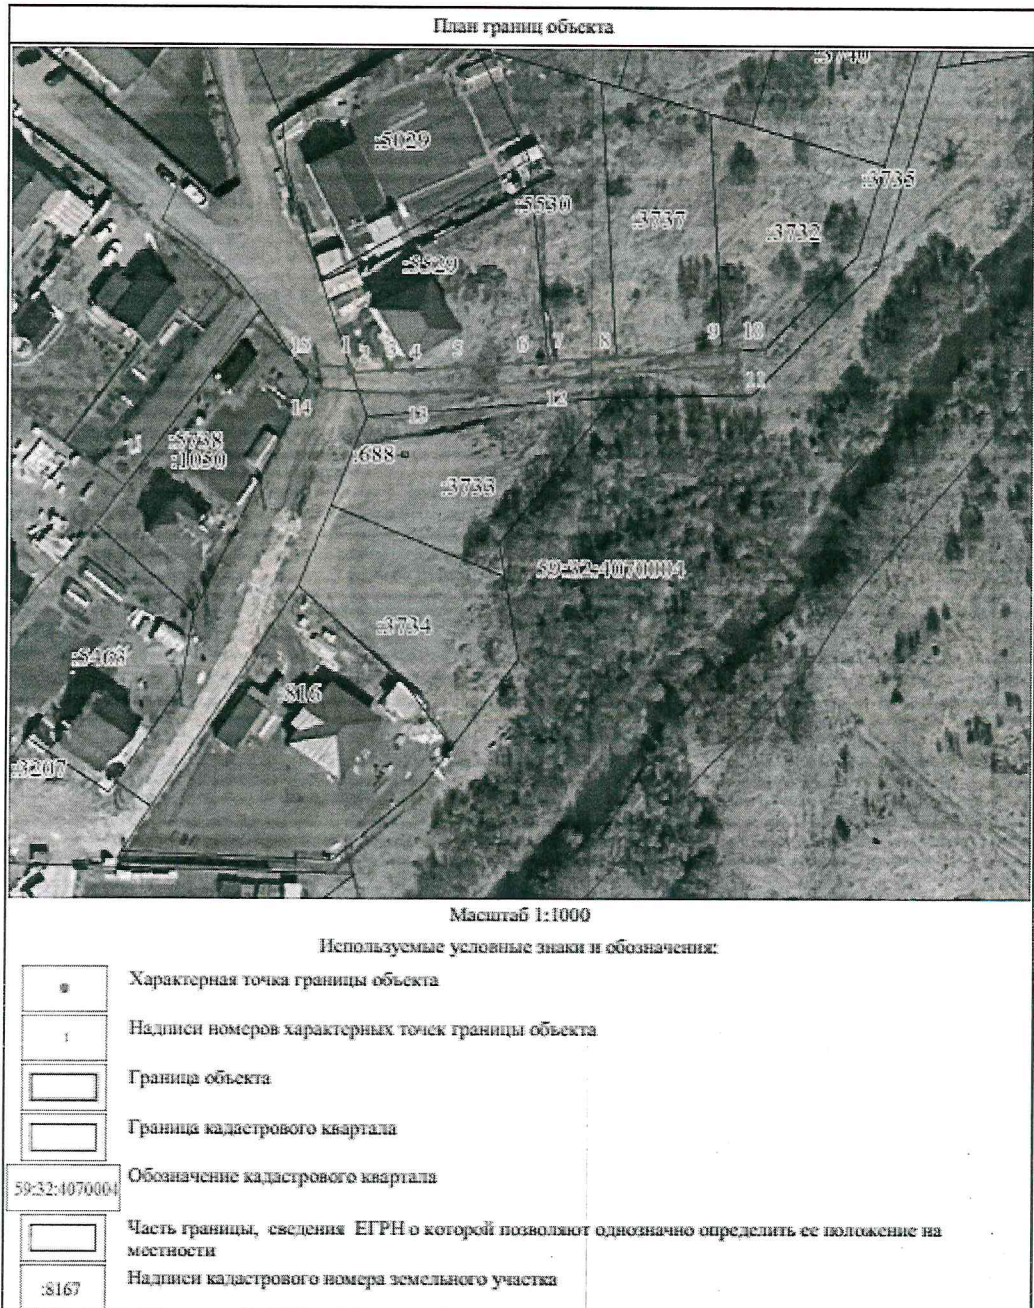 План границ объекта
:3740
:5029
:3735
:5530
:3737
:3732
:3529
15 1 2 3 4 5 6 7 8 9 10
11
14
13
12
:5738
:1080
:688
:3733
59:32:4070004
:3734
:5463
:816
:3207
Масштаб 1:1000
Используемые условные знаки и обозначения:
Характерная точка границы объекта
1 Надписи номеров характерных точек границы объекта
Граница объекта
Граница кадастрового квартала
59:32:4070004 Обозначение кадастрового квартала
Часть границы, сведения ЕГРН о которой позволяют однозначно определить ее положение на
местности
:8167 Надписи кадастрового номера земельного участка